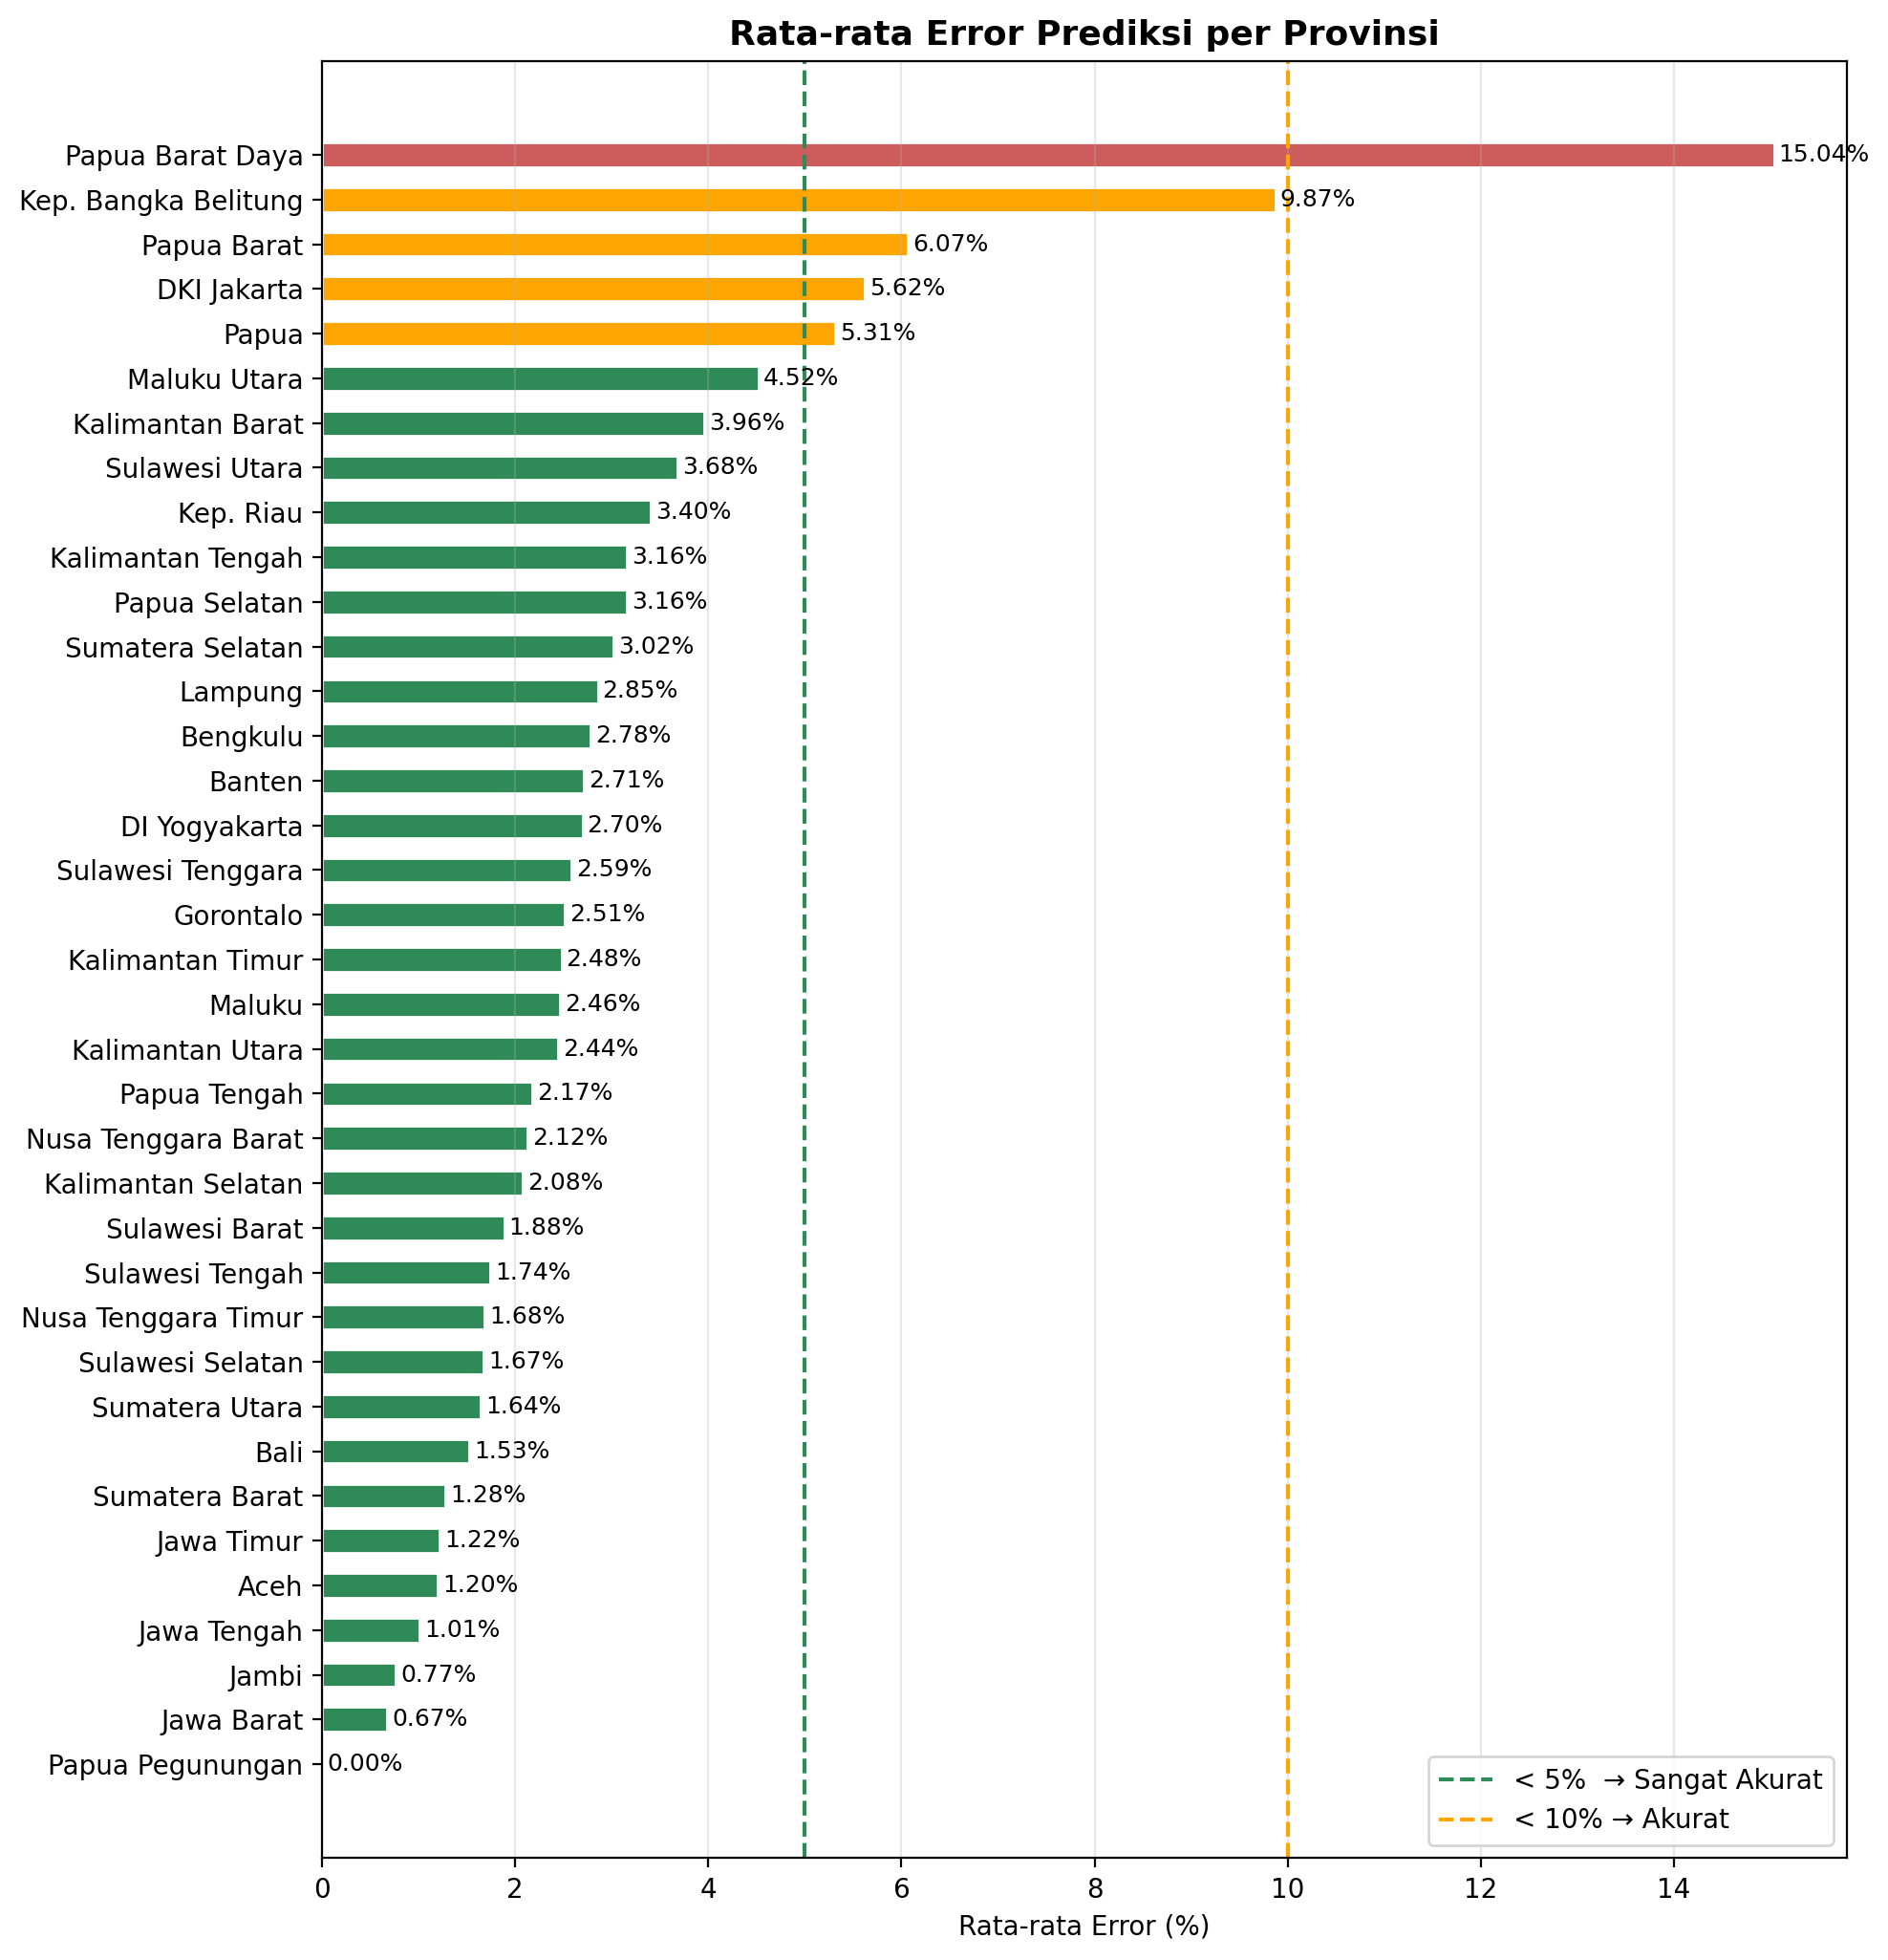 Rata-rata Error Prediksi per Provinsi
Papua Barat Daya 15.04%
Kep. Bangka Belitung 9.87%
Papua Barat 6.07%
DKI Jakarta 5.62%
Papua 5.31%
Maluku Utara 4.52%
Kalimantan Barat 3.96%
Sulawesi Utara 3.68%
Kep. Riau 3.40%
Kalimantan Tengah 3.16%
Papua Selatan 3.16%
Sumatera Selatan 3.02%
Lampung 2.85%
Bengkulu 2.78%
Banten 2.71%
DI Yogyakarta 2.70%
Sulawesi Tenggara 2.59%
Gorontalo 2.51%
Kalimantan Timur 2.48%
Maluku 2.46%
Kalimantan Utara 2.44%
Papua Tengah 2.17%
Nusa Tenggara Barat 2.12%
Kalimantan Selatan 2.08%
Sulawesi Barat 1.88%
Sulawesi Tengah 1.74%
Nusa Tenggara Timur 1.68%
Sulawesi Selatan 1.67%
Sumatera Utara 1.64%
Bali 1.53%
Sumatera Barat 1.28%
Jawa Timur 1.22%
Aceh 1.20%
Jawa Tengah 1.01%
Jambi 0.77%
Jawa Barat 0.67%
Papua Pegunungan 0.00%
< 5% → Sangat Akurat
< 10% → Akurat
0 2 4 6 8 10 12 14
Rata-rata Error (%)